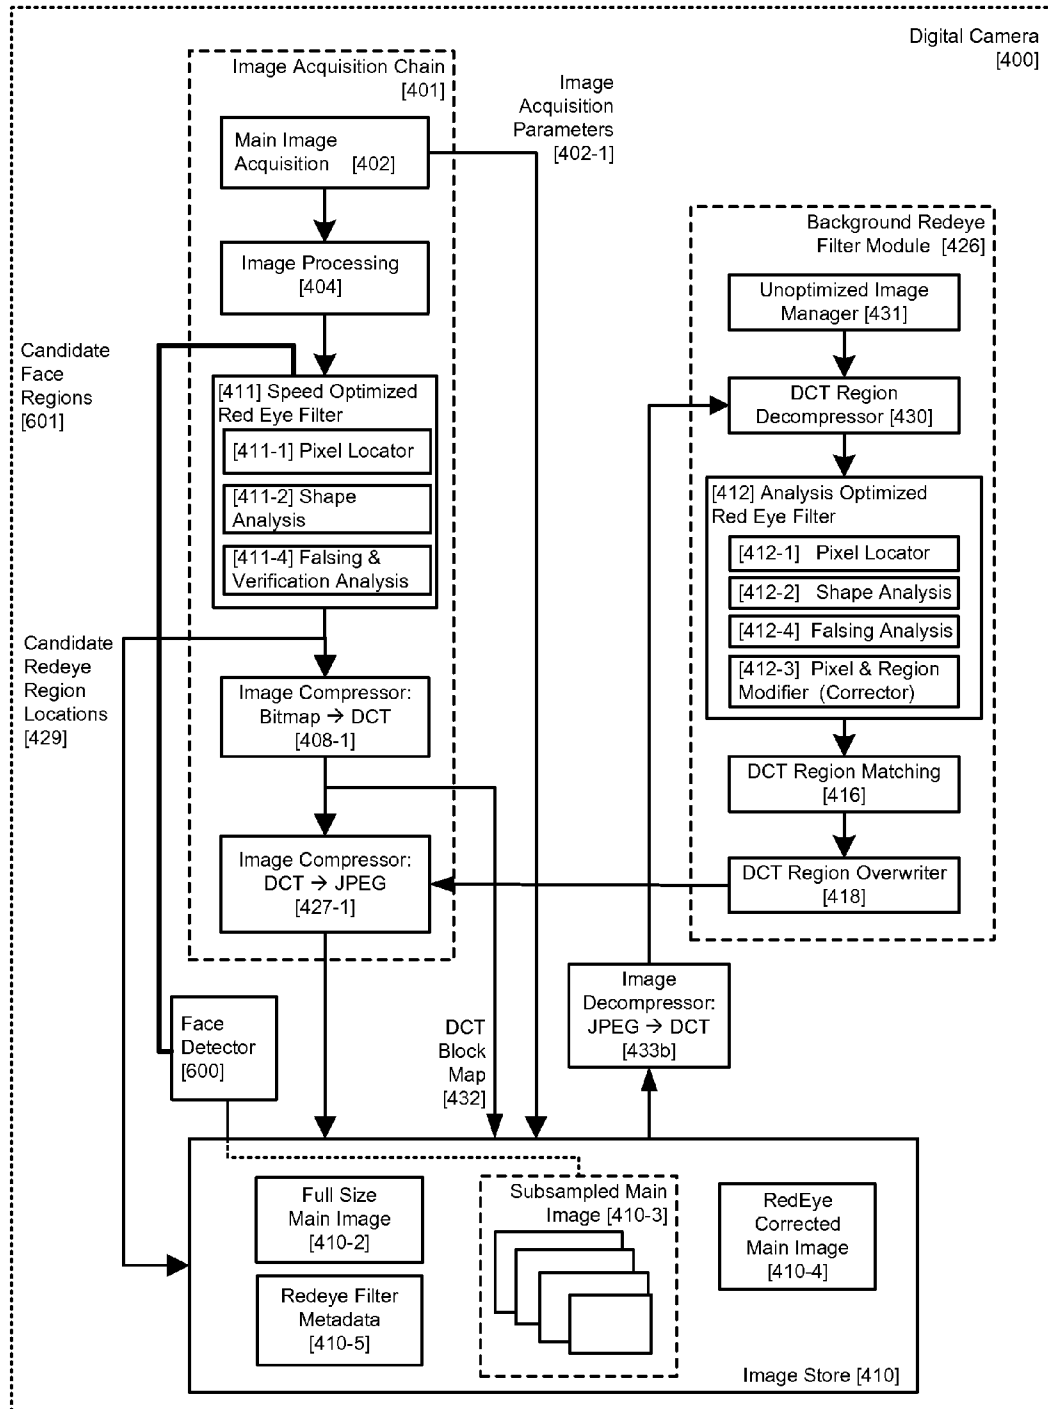 Digital Camera
[400]
Image Acquisition Chain
[401]
Image
Acquisition
Parameters
[402-1]
Main Image
Acquisition [402]
Image Processing
[404]
Candidate
Face
Regions
[601]
[411] Speed Optimized
Red Eye Filter
[411-1] Pixel Locator
[411-2] Shape
Analysis
[411-4] Falsing &
Verification Analysis
Candidate
Redeye
Region
Locations
[429]
Image Compressor:
Bitmap → DCT
[408-1]
Image Compressor:
DCT → JPEG
[427-1]
Background Redeye
Filter Module [426]
Unoptimized Image
Manager [431]
DCT Region
Decompressor [430]
[412] Analysis Optimized
Red Eye Filter
[412-1] Pixel Locator
[412-2] Shape Analysis
[412-4] Falsing Analysis
[412-3] Pixel & Region
Modifier (Corrector)
DCT Region Matching
[416]
DCT Region Overwriter
[418]
Face
Detector
[600]
DCT
Block
Map
[432]
Image
Decompressor:
JPEG → DCT
[433b]
Full Size
Main Image
[410-2]
Redeye Filter
Metadata
[410-5]
Subsampled Main
Image [410-3]
RedEye
Corrected
Main Image
[410-4]
Image Store [410]